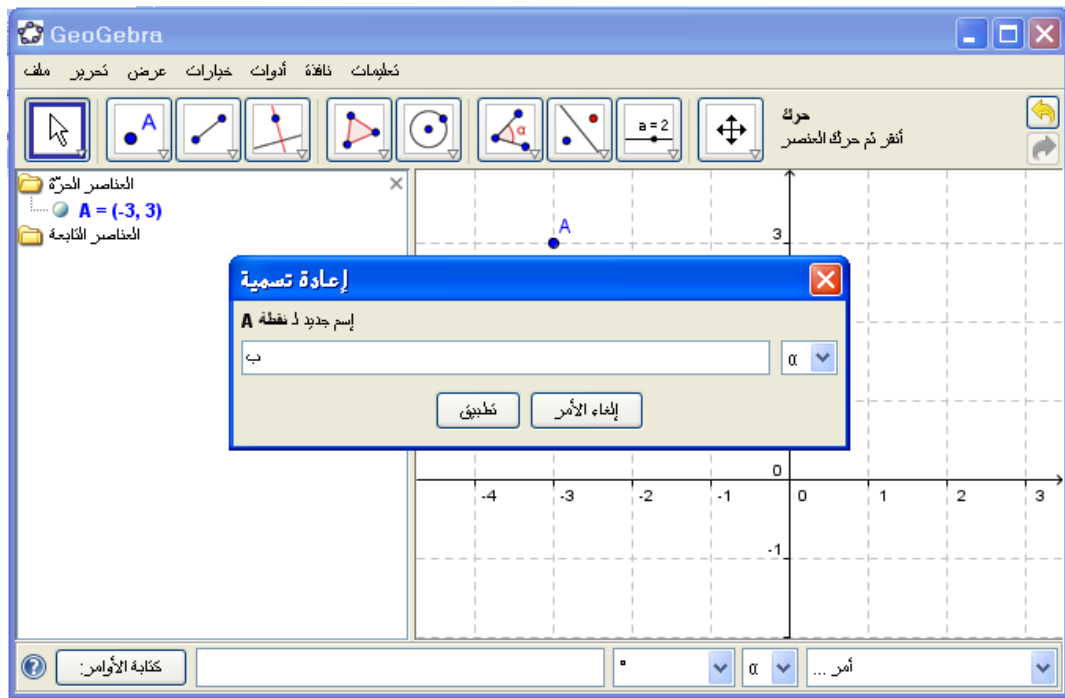 GeoGebra
ملف تحرير عرض خيارات أدوات نافذة تعليمات
A
α
a = 2
حرك
أنقر ثم حرك العنصر
العناصر الحرّة
A = (-3, 3)
العناصر التابعة
A
3
إعادة تسمية
إسم جديد لـ نقطة A
ب
α
تطبيق
إلغاء الأمر
0
-4 -3 -2 -1 0 1 2 3
-1
كتابة الأوامر:
°
α
أمر ...